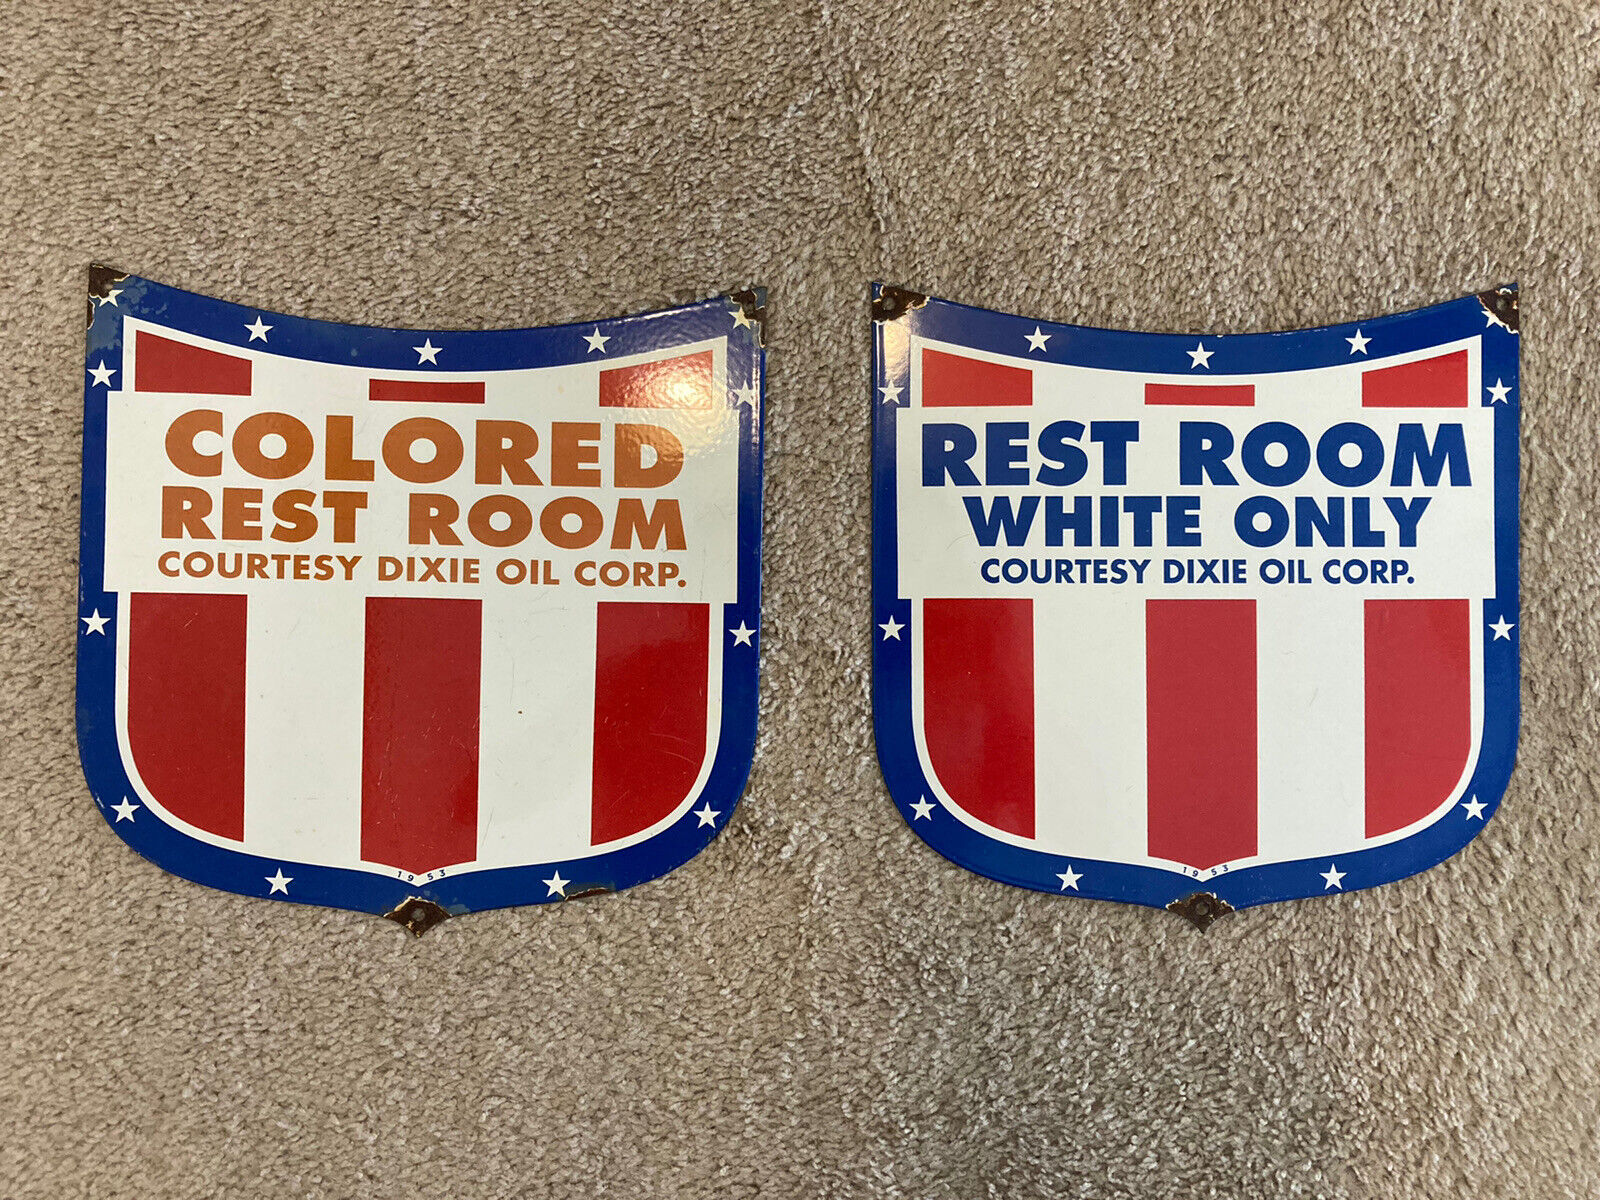 COLORED
REST ROOM
COURTESY DIXIE OIL CORP.
1953
REST ROOM
WHITE ONLY
COURTESY DIXIE OIL CORP.
1953